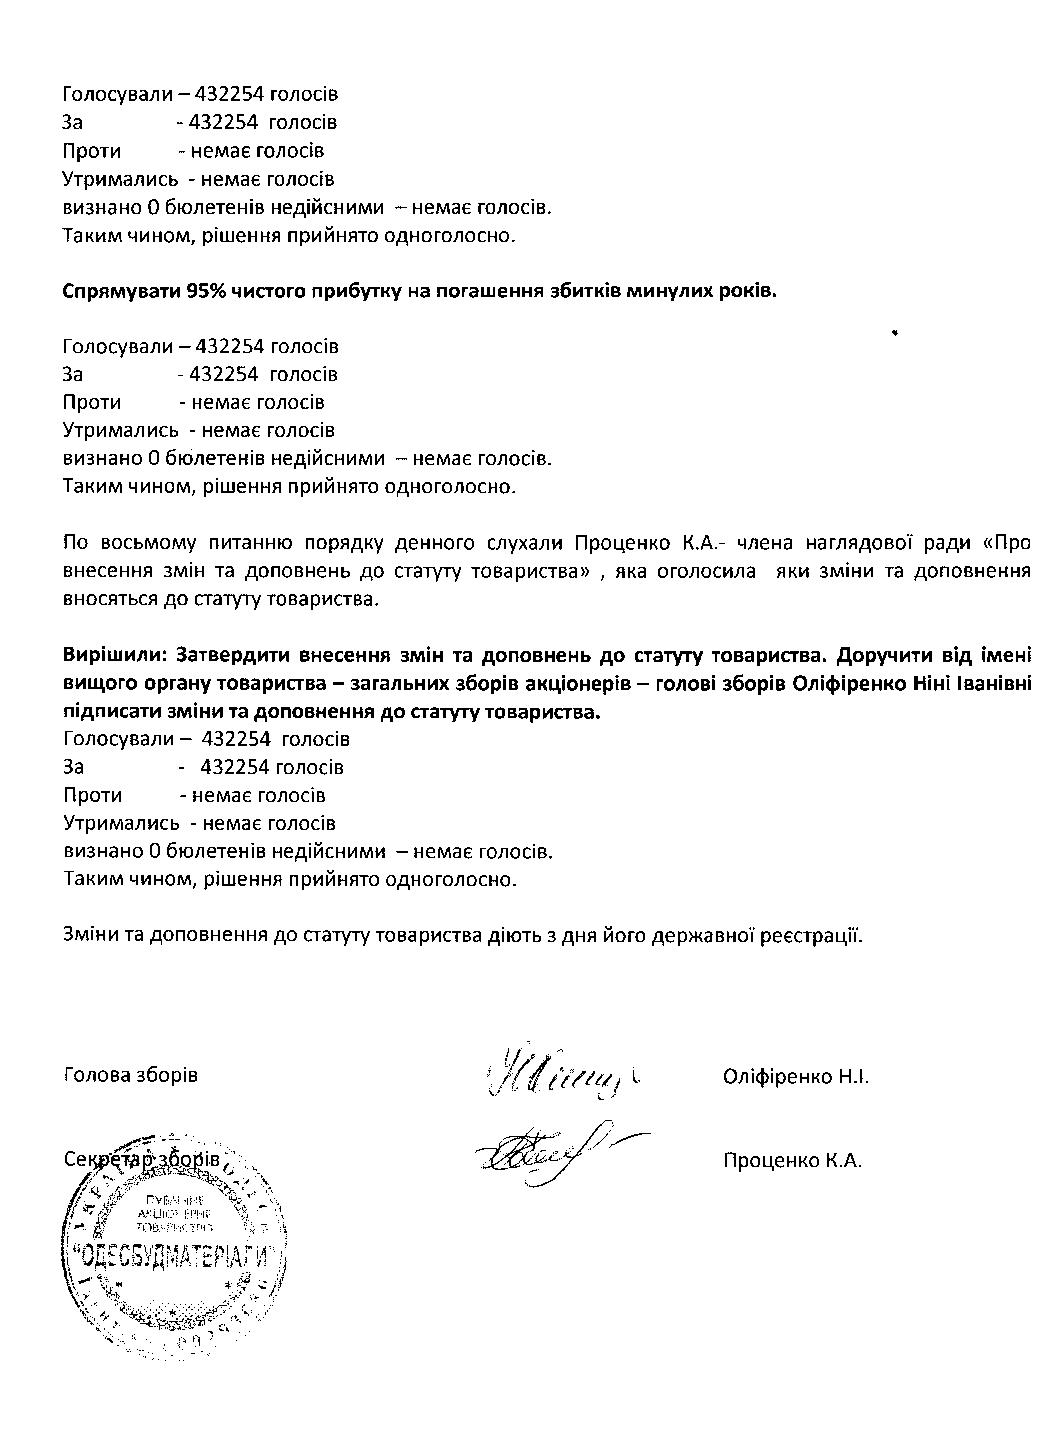 Голосували – 432254 голосів
За - 432254 голосів
Проти - немає голосів
Утримались - немає голосів
визнано 0 бюлетенів недійсними – немає голосів.
Таким чином, рішення прийнято одноголосно.
Спрямувати 95% чистого прибутку на погашення збитків минулих років.
Голосували – 432254 голосів
За - 432254 голосів
Проти - немає голосів
Утримались - немає голосів
визнано 0 бюлетенів недійсними – немає голосів.
Таким чином, рішення прийнято одноголосно.
По восьмому питанню порядку денного слухали Проценко К.А.- члена наглядової ради «Про
внесення змін та доповнень до статуту товариства» , яка оголосила яки зміни та доповнення
вносяться до статуту товариства.
Вирішили: Затвердити внесення змін та доповнень до статуту товариства. Доручити від імені
вищого органу товариства – загальних зборів акціонерів – голові зборів Оліфіренко Ніні Іванівні
підписати зміни та доповнення до статуту товариства.
Голосували – 432254 голосів
За - 432254 голосів
Проти - немає голосів
Утримались - немає голосів
визнано 0 бюлетенів недійсними – немає голосів.
Таким чином, рішення прийнято одноголосно.
Зміни та доповнення до статуту товариства діють з дня його державної реєстрації.
Голова зборів Оліфіренко Н.І.
Секретар зборів Проценко К.А.
ПУБЛІЧНЕ
АКЦІОНЕРНЕ
ТОВАРИСТВО
"ОДЕСБУДМАТЕРІАЛИ"